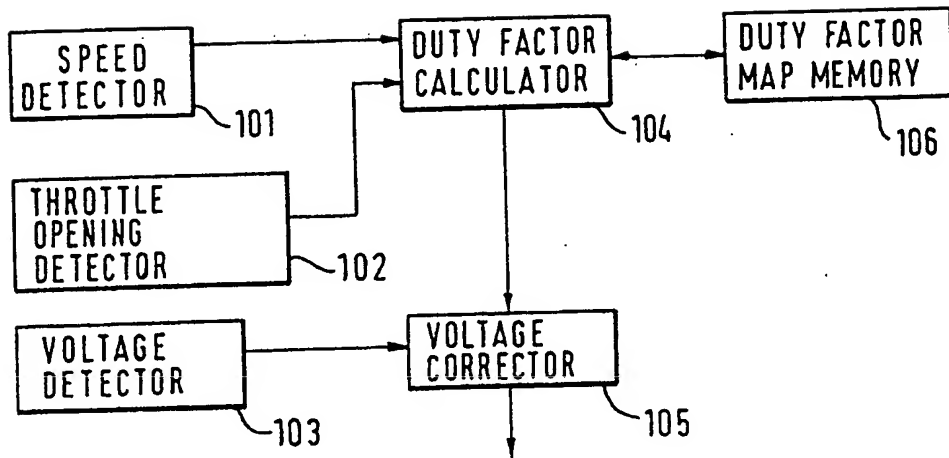 SPEED
DETECTOR
101
DUTY FACTOR
CALCULATOR
104
DUTY FACTOR
MAP MEMORY
106
THROTTLE
OPENING
DETECTOR
102
VOLTAGE
DETECTOR
103
VOLTAGE
CORRECTOR
105